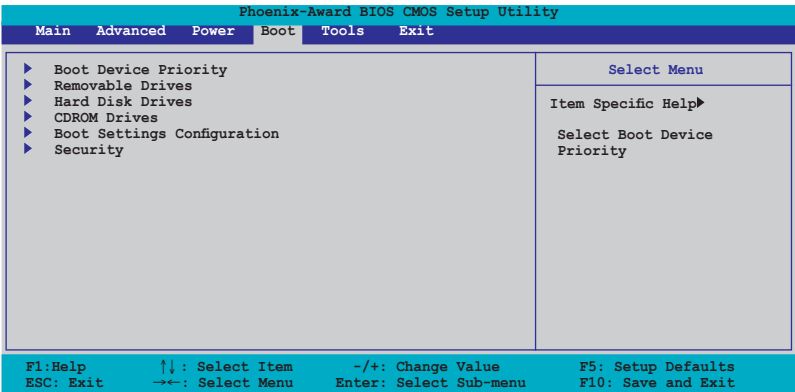 Phoenix-Award BIOS CMOS Setup Utility
Main Advanced Power Boot Tools Exit
Boot Device Priority
Removable Drives
Hard Disk Drives
CDROM Drives
Boot Settings Configuration
Security
Select Menu
Item Specific Help▶
Select Boot Device
Priority
F1:Help ↑↓ : Select Item -/+: Change Value F5: Setup Defaults
ESC: Exit →←: Select Menu Enter: Select Sub-menu F10: Save and Exit